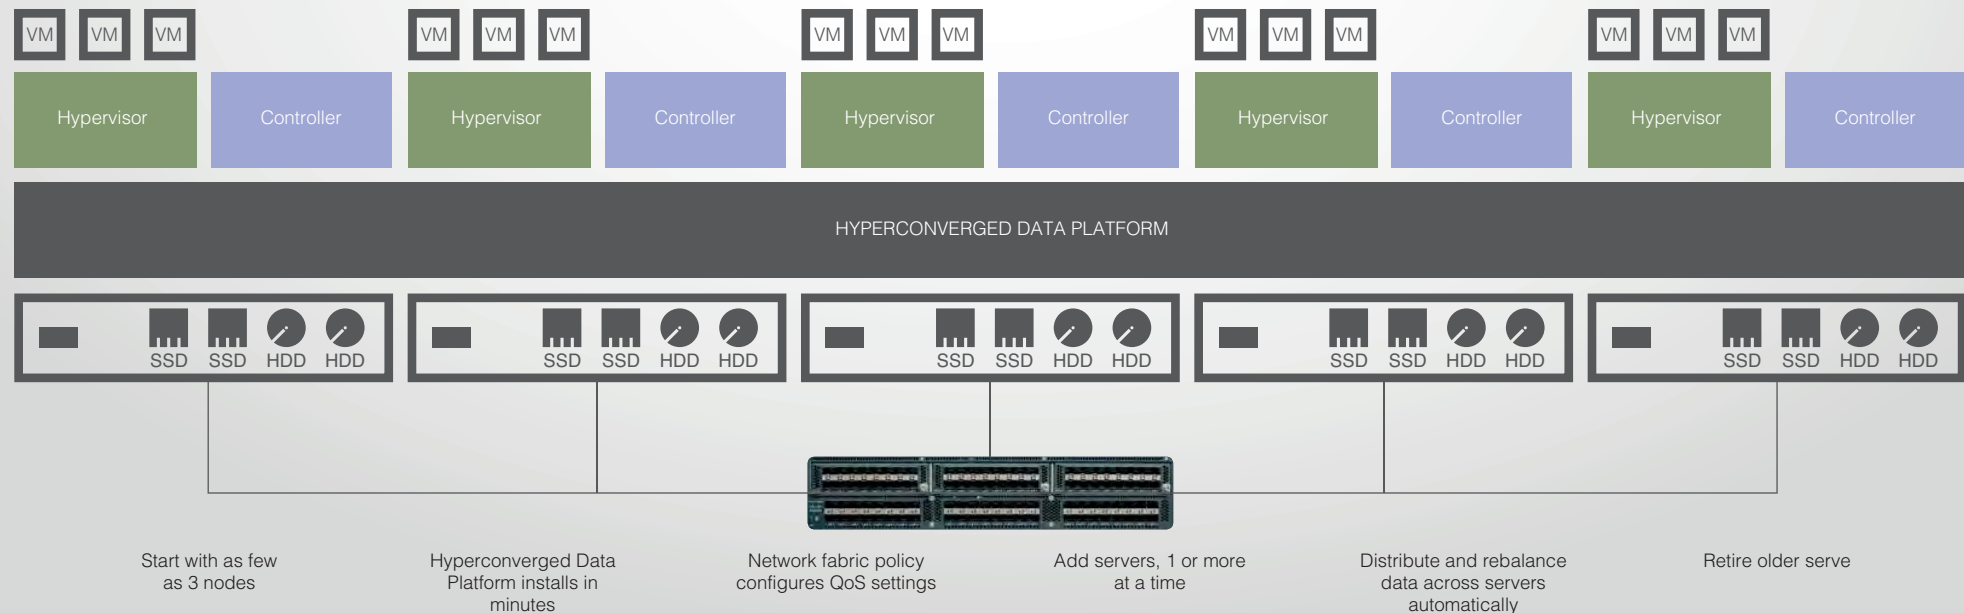 VM VM VM VM VM VM VM VM VM VM VM VM VM VM VM
Hypervisor Controller Hypervisor Controller Hypervisor Controller Hypervisor Controller Hypervisor Controller
HYPERCONVERGED DATA PLATFORM
SSD SSD HDD HDD SSD SSD HDD HDD SSD SSD HDD HDD SSD SSD HDD HDD SSD SSD HDD HDD
Start with as few
as 3 nodes
Hyperconverged Data
Platform installs in
minutes
Network fabric policy
configures QoS settings
Add servers, 1 or more
at a time
Distribute and rebalance
data across servers
automatically
Retire older serve